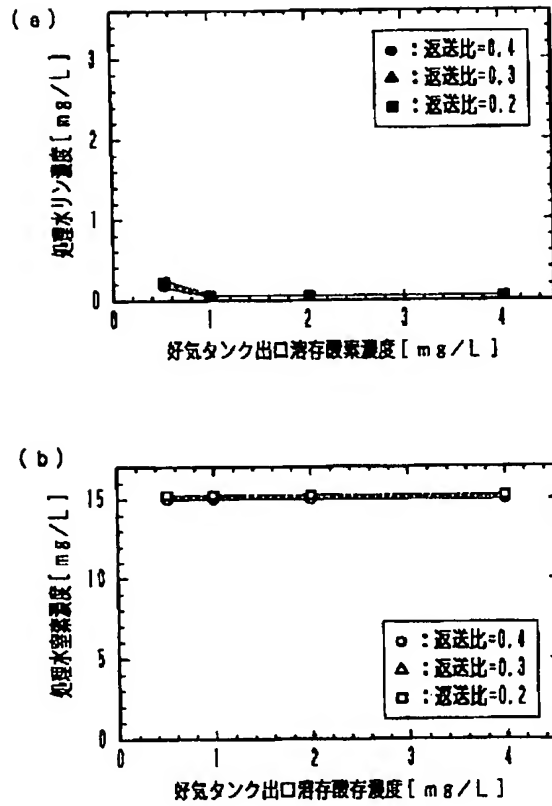 (a)
処理水リン濃度[mg/L]
3
2
1
0
● :返送比=0.4
▲ :返送比=0.3
■ :返送比=0.2
0 1 2 3 4
好気タンク出口溶存酸素濃度[mg/L]
(b)
処理水窒素濃度[mg/L]
15
10
5
0
○ :返送比=0.4
△ :返送比=0.3
□ :返送比=0.2
0 1 2 3 4
好気タンク出口溶存酸存濃度[mg/L]